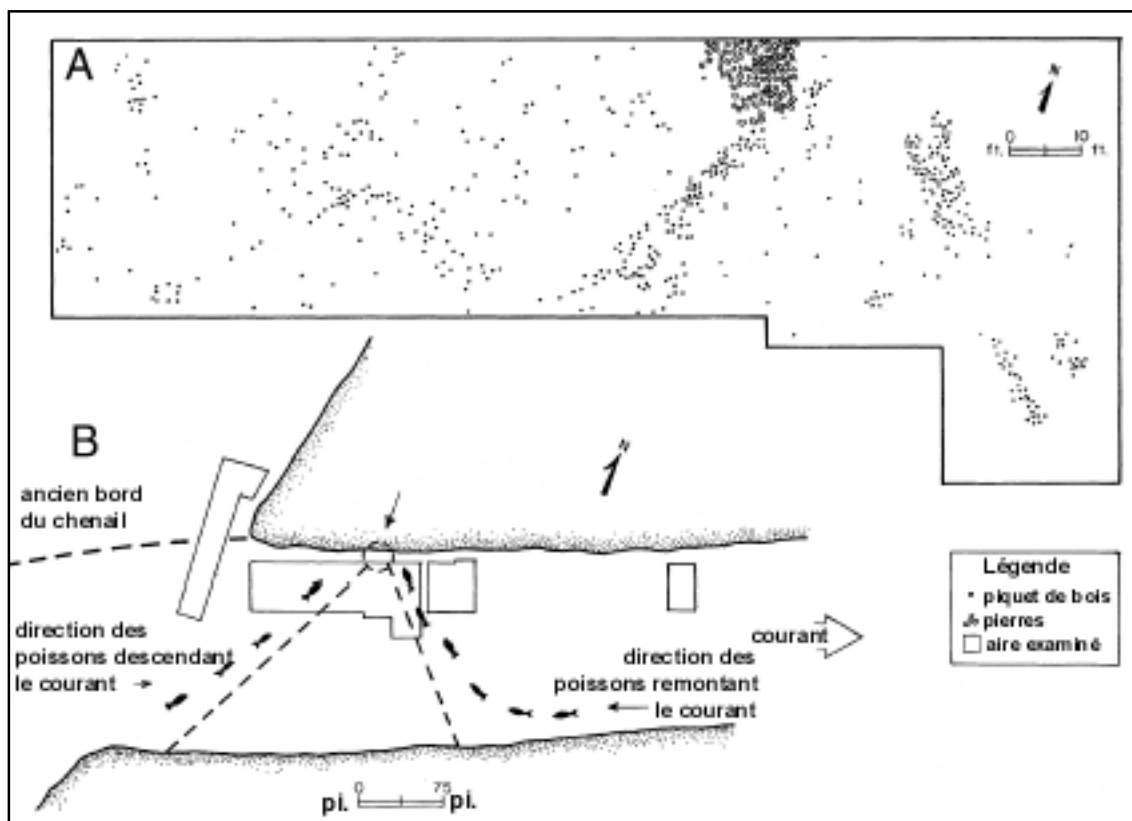 A
N
0 10
ft. ft.
B
ancien bord
du chenail
N
direction des
poissons descendant
le courant
courant
direction des
poissons remontant
le courant
Légende
piquet de bois
pierres
aire examiné
0 75
pi. pi.